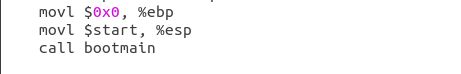 movl $0x0, %ebp
movl $start, %esp
call bootmain